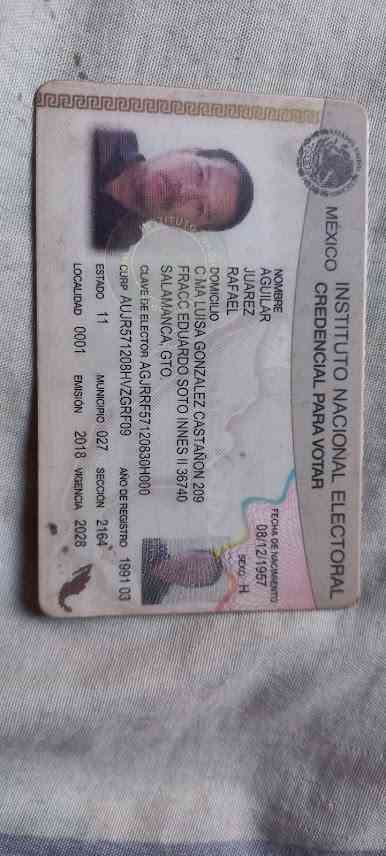 MÉXICO INSTITUTO NACIONAL ELECTORAL
CREDENCIAL PARA VOTAR
NOMBRE
AGUILAR
JUAREZ
RAFAEL
FECHA DE NACIMIENTO
08/12/1957
SEXO H
DOMICILIO
C MA LUISA GONZALEZ CASTAÑON 209
FRACC EDUARDO SOTO INNES II 36740
SALAMANCA, GTO.
CLAVE DE ELECTOR AGJRRF57120830H000
CURP AUJR571208HVZGRF09
AÑO DE REGISTRO 1991 03
ESTADO 11
MUNICIPIO 027
SECCIÓN 2164
LOCALIDAD 0001
EMISIÓN 2018
VIGENCIA 2028